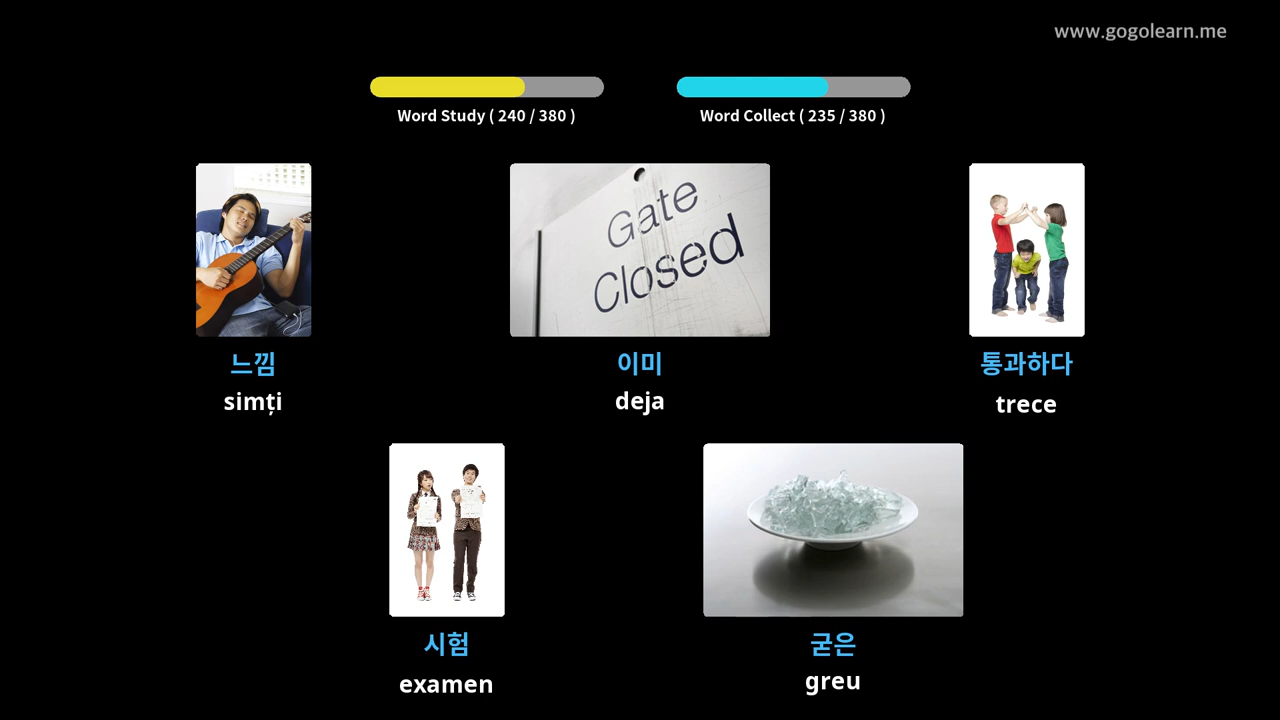 www.gogolearn.me
Word Study ( 240 / 380 )
Word Collect ( 235 / 380 )
Gate
Closed
느낌
simți
이미
deja
통과하다
trece
시험
examen
굳은
greu